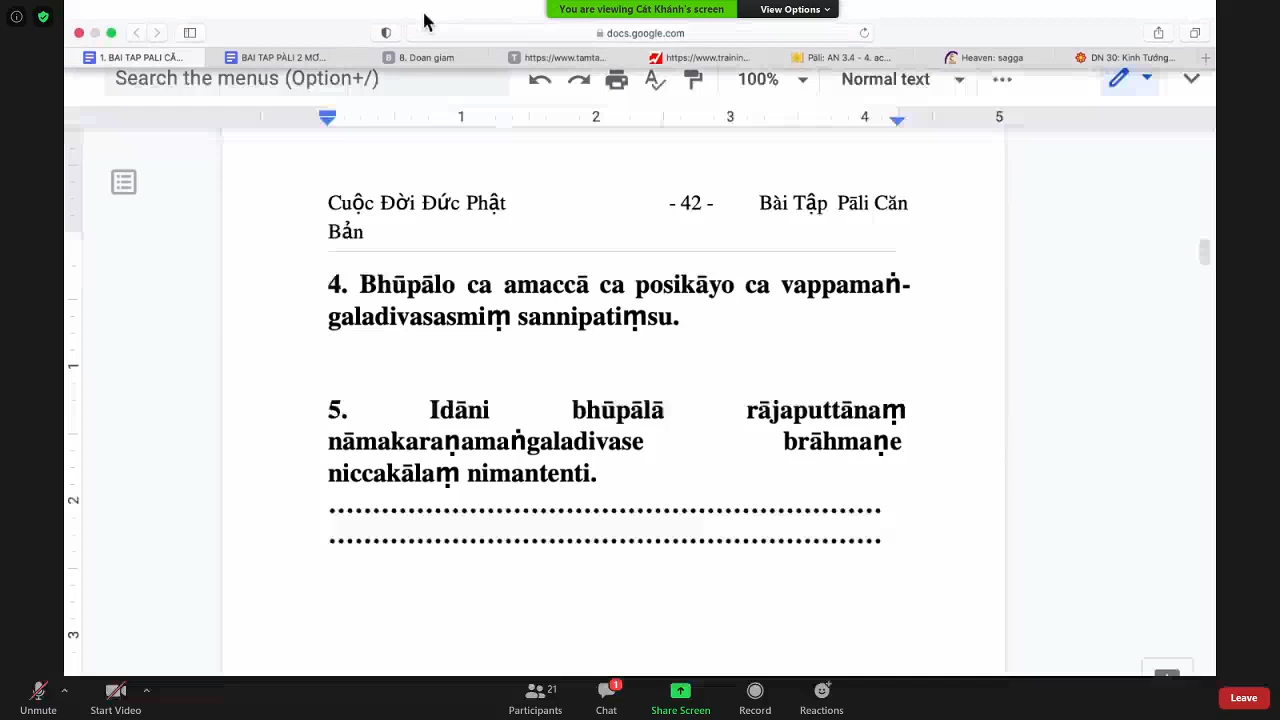 You are viewing Cát Khánh's screen
View Options
docs.google.com
1. BAI TAP PALI CĂ...
BAI TAP PÀLI 2 MƠ...
8. Doan giam
https://www.tamta...
https://www.trainin...
Pāli: AN 3.4 - 4. ac...
Heaven: sagga
DN 30: Kinh Tướng...
Search the menus (Option+/)
100%
Normal text
1 2 3 4 5
Cuộc Đời Đức Phật - 42 - Bài Tập Pāli Căn
Bản
4. Bhūpālo ca amaccā ca posikāyo ca vappamaṅ-
galadivasasmiṃ sannipatiṃsu.
5. Idāni bhūpālā rājaputtānaṃ
nāmakaraṇamaṅgaladivase brāhmaṇe
niccakālaṃ nimantenti.
1
2
3
Unmute
Start Video
21
Participants
1
Chat
Share Screen
Record
Reactions
Leave